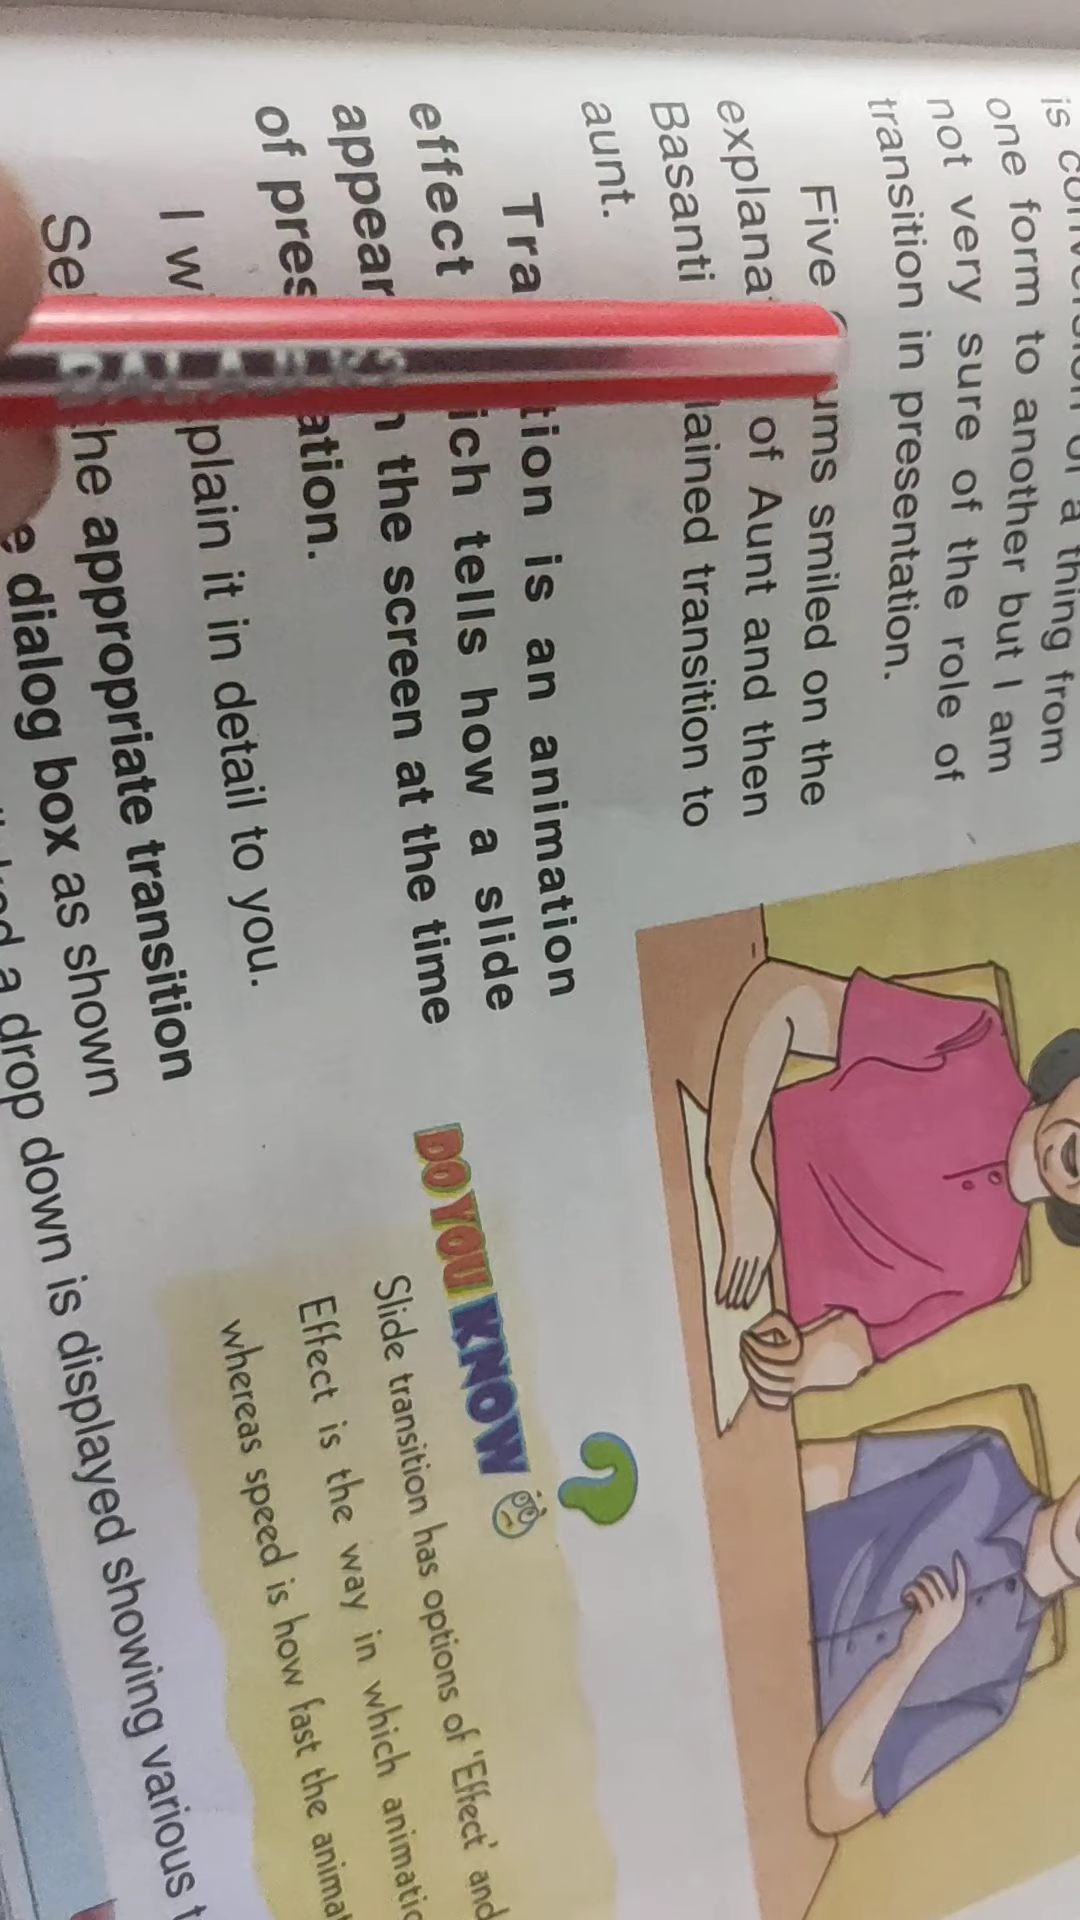 is conversion of a thing from
one form to another but I am
not very sure of the role of
transition in presentation.
Five ums smiled on the
explana of Aunt and then
Basanti lained transition to
aunt.
Tra tion is an animation
effect ich tells how a slide
appear n the screen at the time
of pres ation.
I w plain it in detail to you.
Se he appropriate transition
e dialog box as shown
a drop down is displayed showing various
DO YOU KNOW ?
Slide transition has options of 'Effect' and
Effect is the way in which animatio
whereas speed is how fast the animat